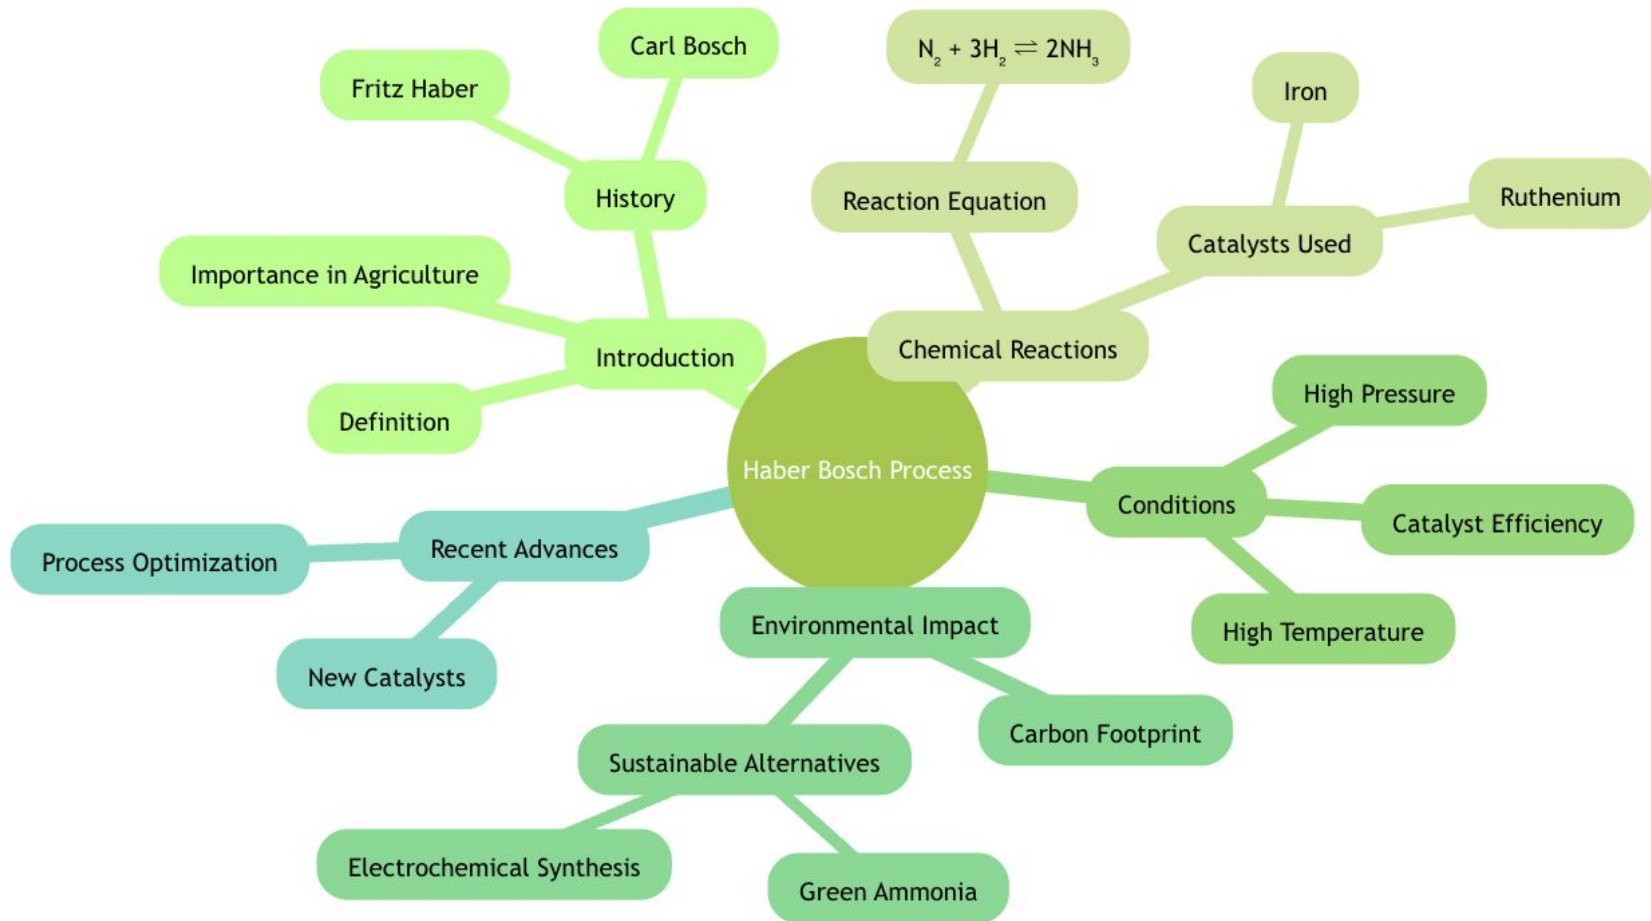 Carl Bosch
N₂ + 3H₂ ⇌ 2NH₃
Fritz Haber
Iron
History
Reaction Equation
Ruthenium
Catalysts Used
Importance in Agriculture
Introduction
Chemical Reactions
High Pressure
Definition
Haber Bosch Process
Conditions
Catalyst Efficiency
Recent Advances
Process Optimization
Environmental Impact
High Temperature
New Catalysts
Carbon Footprint
Sustainable Alternatives
Electrochemical Synthesis
Green Ammonia